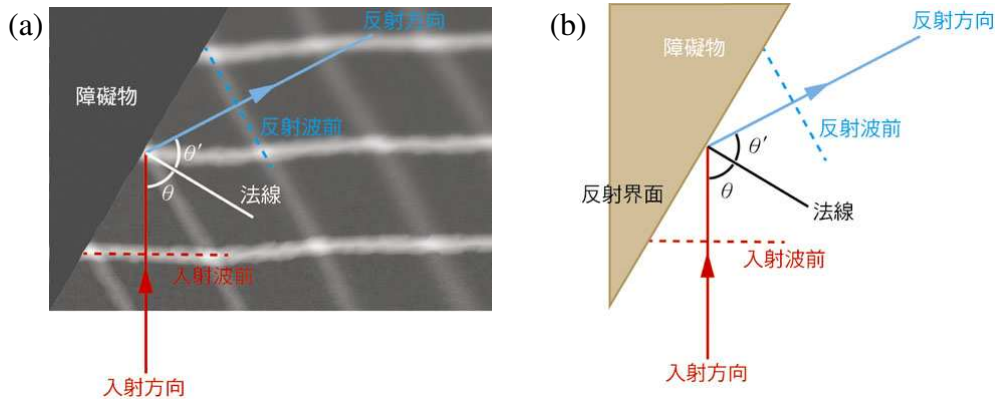 (a)
反射方向
障礙物
反射波前
θ′
θ
法線
入射波前
入射方向
(b)
反射方向
障礙物
反射波前
θ′
θ
反射界面
法線
入射波前
入射方向